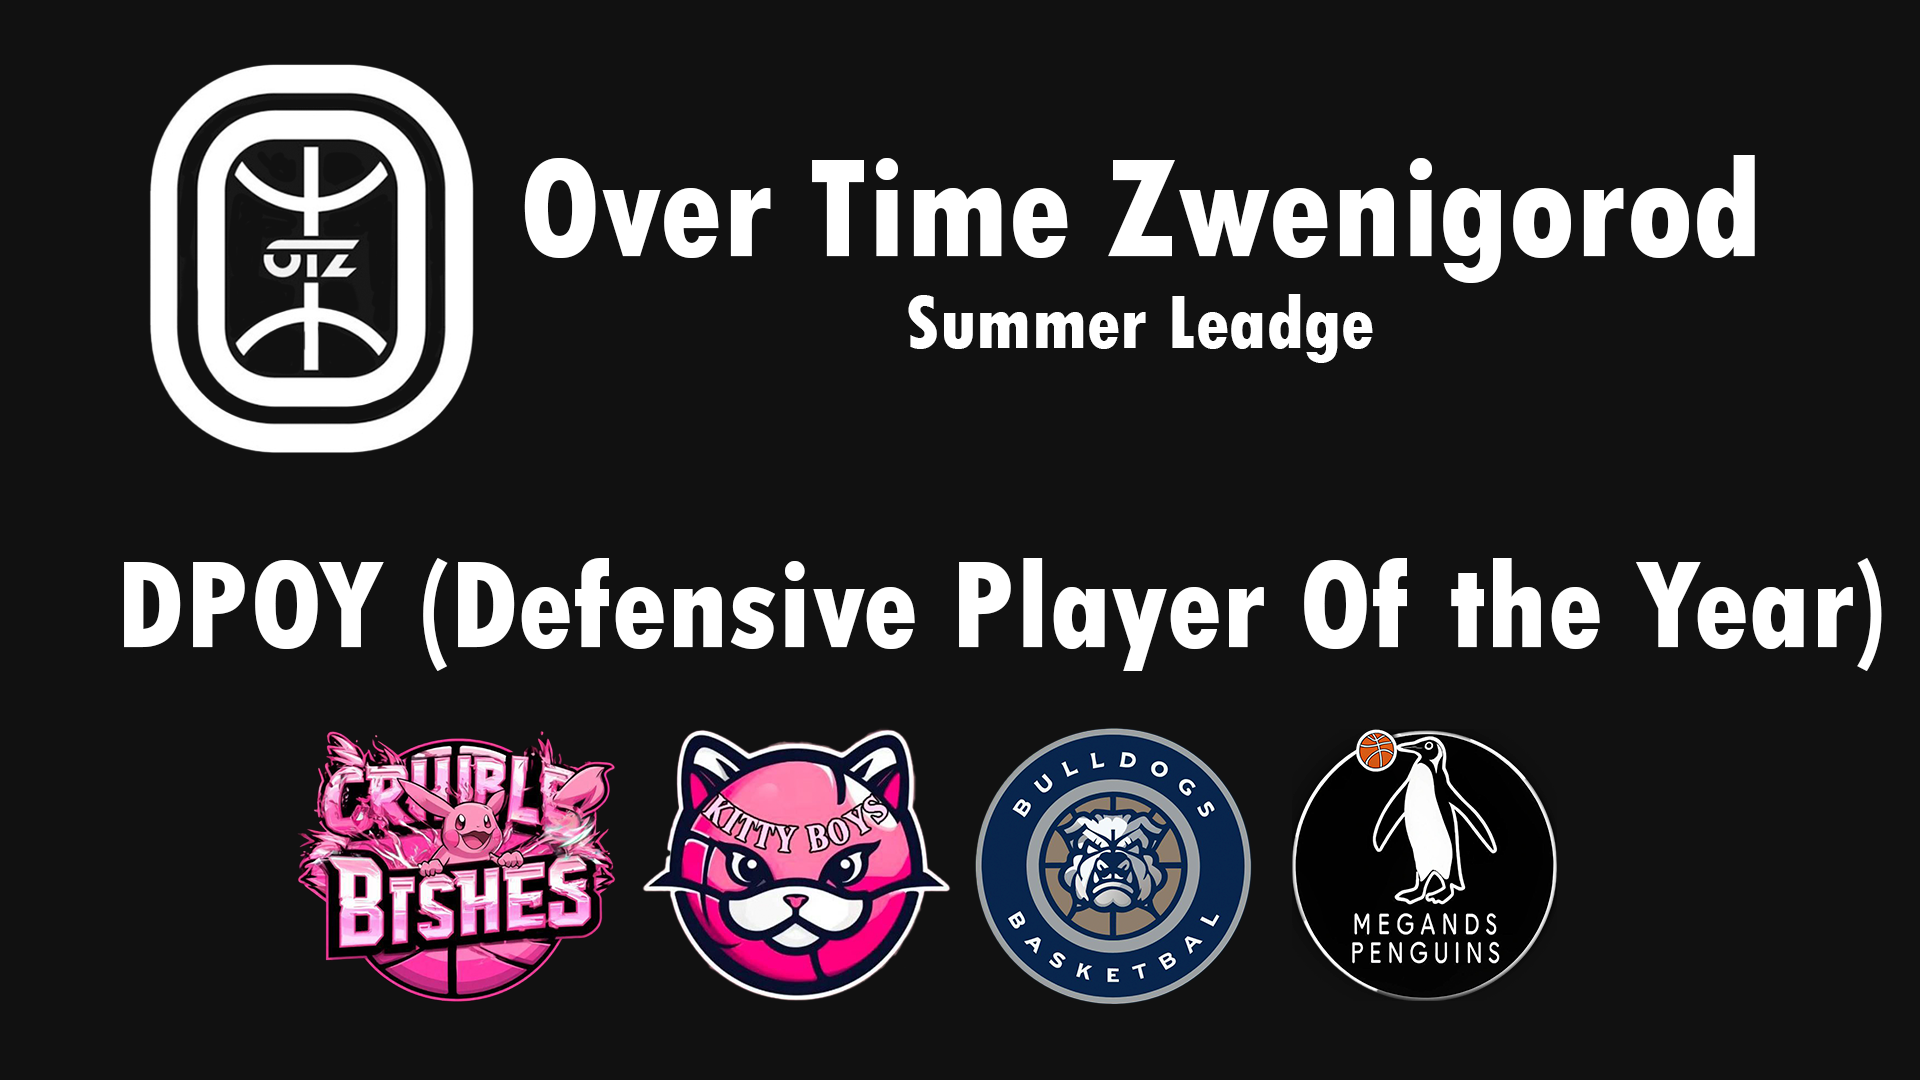 OTZ
Over Time Zwenigorod
Summer Leadge
DPOY (Defensive Player Of the Year)
BISHES
KITTY BOYS
BULLDOGS
BASKETBAL
MEGANDS
PENGUINS